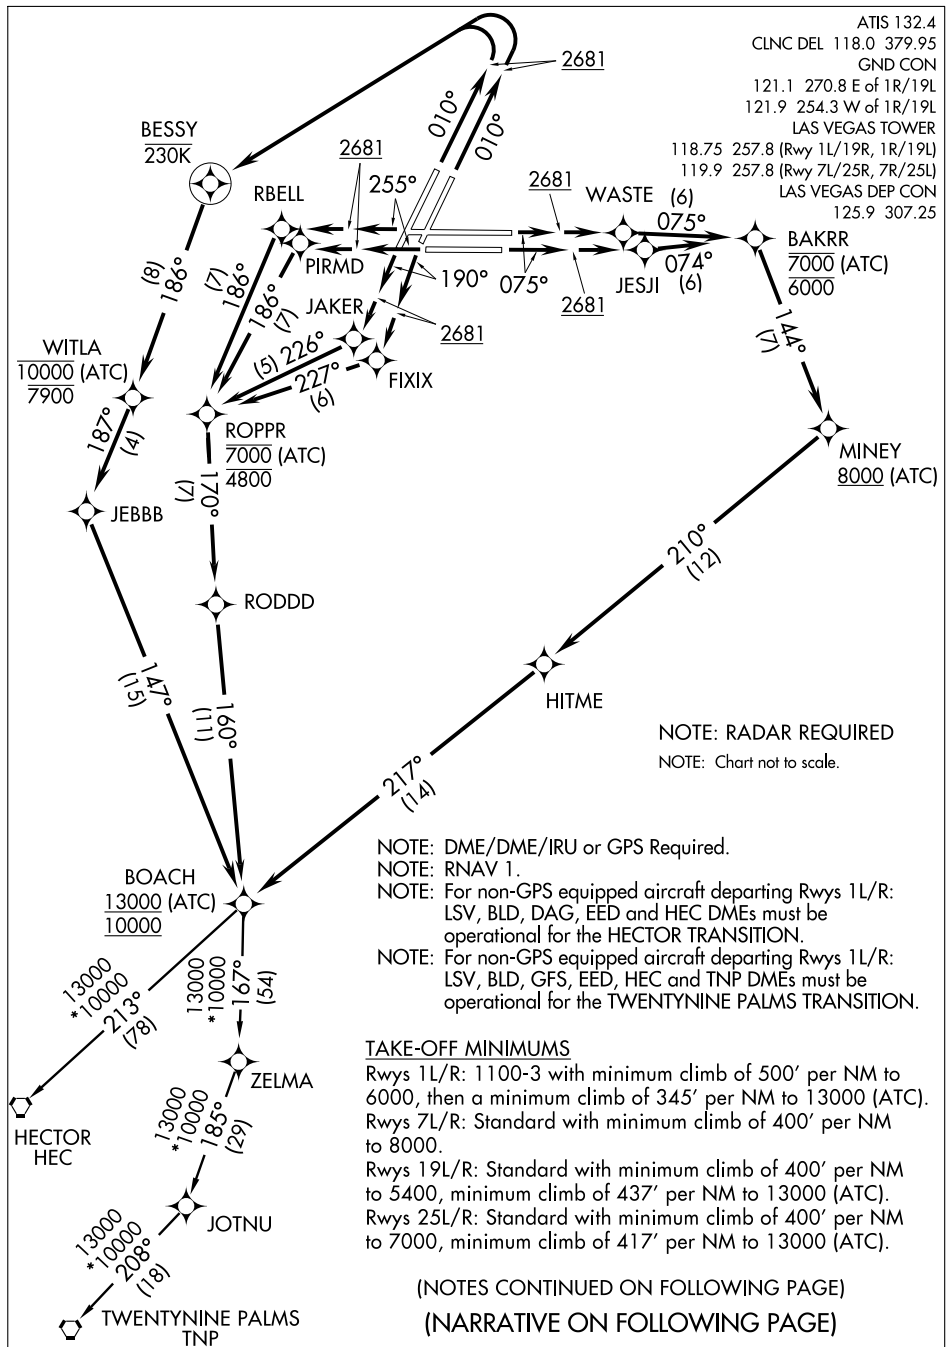 ATIS 132.4
CLNC DEL 118.0 379.95
GND CON
121.1 270.8 E of 1R/19L
121.9 254.3 W of 1R/19L
LAS VEGAS TOWER
118.75 257.8 (Rwy 1L/19R, 1R/19L)
119.9 257.8 (Rwy 7L/25R, 7R/25L)
LAS VEGAS DEP CON
125.9 307.25
2681
010°
010°
BESSY
230K
2681
RBELL
255°
2681
WASTE
(6)
075°
BAKRR
7000 (ATC)
6000
PIRMD
190°
075°
2681
JESJI
074°
(6)
(8)
186°
(7)
186°
186°
(7)
JAKER
2681
144°
(7)
WITLA
10000 (ATC)
7900
(5) 226°
227°
(6)
FIXIX
187°
(4)
ROPPR
7000 (ATC)
4800
MINEY
8000 (ATC)
170°
(7)
JEBBB
210°
(12)
RODDD
147°
(15)
160°
(11)
HITME
NOTE: RADAR REQUIRED
NOTE: Chart not to scale.
217°
(14)
NOTE: DME/DME/IRU or GPS Required.
NOTE: RNAV 1.
NOTE: For non-GPS equipped aircraft departing Rwys 1L/R:
LSV, BLD, DAG, EED and HEC DMEs must be
operational for the HECTOR TRANSITION.
NOTE: For non-GPS equipped aircraft departing Rwys 1L/R:
LSV, BLD, GFS, EED, HEC and TNP DMEs must be
operational for the TWENTYNINE PALMS TRANSITION.
BOACH
13000 (ATC)
10000
13000
*10000
213°
(78)
13000
*10000
167°
(54)
ZELMA
HECTOR
HEC
13000
*10000
185°
(29)
JOTNU
13000
*10000
208°
(18)
TWENTYNINE PALMS
TNP
TAKE-OFF MINIMUMS
Rwys 1L/R: 1100-3 with minimum climb of 500' per NM to
6000, then a minimum climb of 345' per NM to 13000 (ATC).
Rwys 7L/R: Standard with minimum climb of 400' per NM
to 8000.
Rwys 19L/R: Standard with minimum climb of 400' per NM
to 5400, minimum climb of 437' per NM to 13000 (ATC).
Rwys 25L/R: Standard with minimum climb of 400' per NM
to 7000, minimum climb of 417' per NM to 13000 (ATC).
(NOTES CONTINUED ON FOLLOWING PAGE)
(NARRATIVE ON FOLLOWING PAGE)